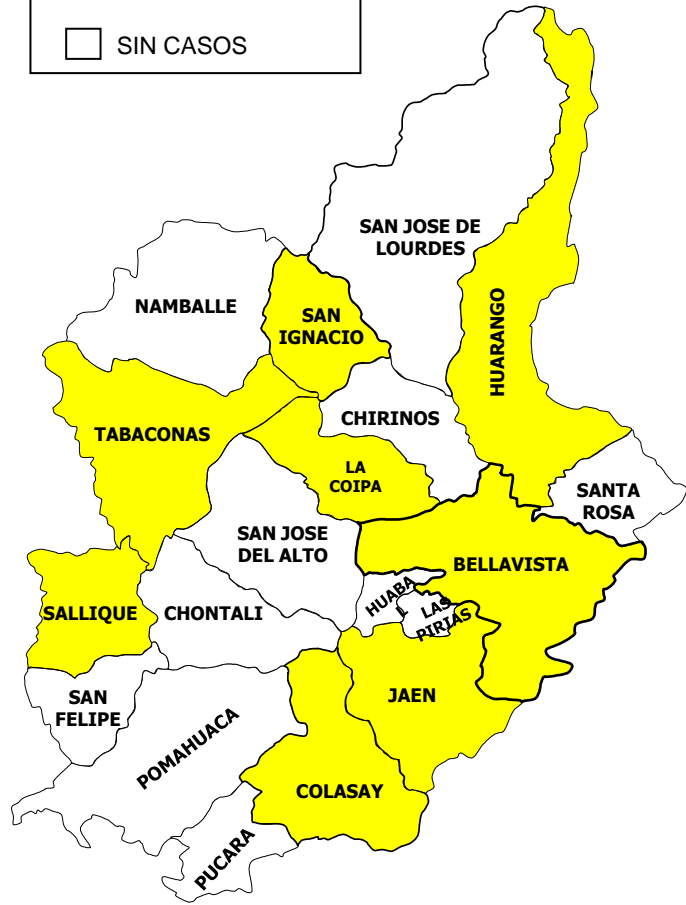 SIN CASOS
SAN JOSE DE
LOURDES
NAMBALLE
SAN
IGNACIO
HUARANGO
CHIRINOS
TABACONAS
LA
COIPA
SANTA
ROSA
SAN JOSE
DEL ALTO
BELLAVISTA
HUABA
L
LAS
PIRIAS
SALLIQUE
CHONTALI
JAEN
SAN
FELIPE
POMAHUACA
COLASAY
PUCARA